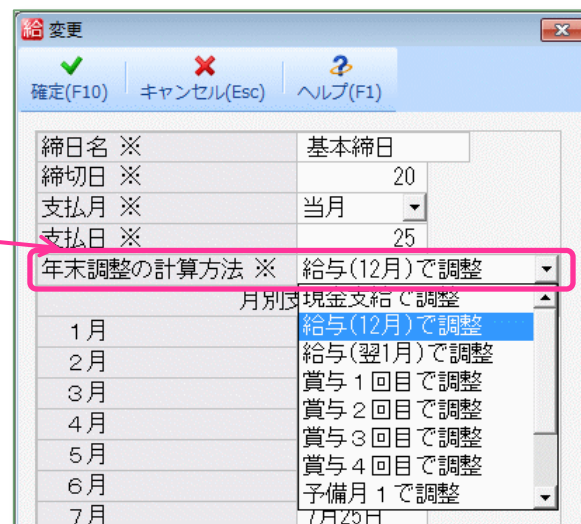 給 変更
確定(F10) キャンセル(Esc) ヘルプ(F1)
締日名 ※ 基本締日
締切日 ※ 20
支払月 ※ 当月
支払日 ※ 25
年末調整の計算方法 ※ 給与(12月)で調整
月別支
現金支給で調整
給与(12月)で調整
給与(翌1月)で調整
賞与1回目で調整
賞与2回目で調整
賞与3回目で調整
賞与4回目で調整
予備月1で調整
1月
2月
3月
4月
5月
6月
7月 7月25日